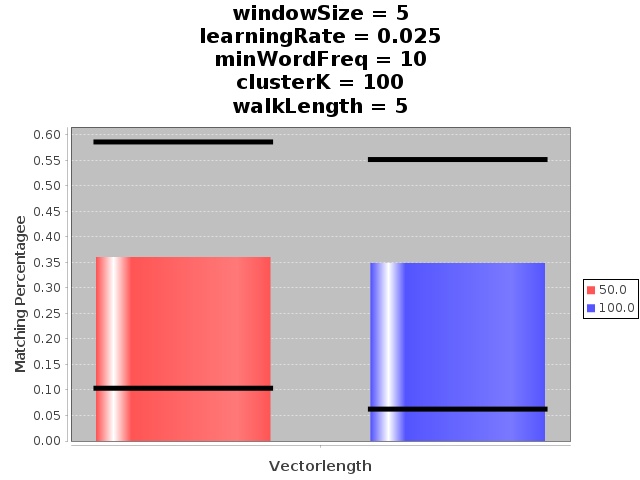 windowSize = 5
learningRate = 0.025
minWordFreq = 10
clusterK = 100
walkLength = 5
0.60
0.55
0.50
0.45
0.40
0.35
0.30
0.25
0.20
0.15
0.10
0.05
0.00
Matching Percentagee
Vectorlength
50.0
100.0